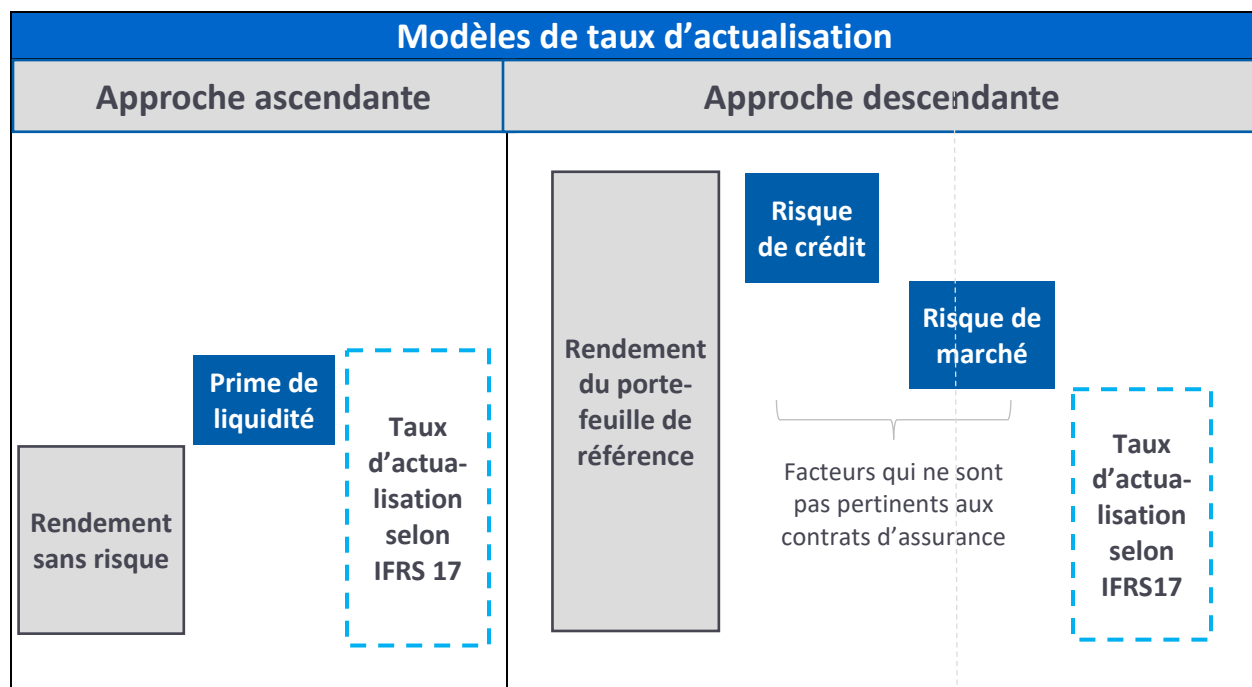 Modèles de taux d’actualisation
Approche ascendante
Approche descendante
Rendement
sans risque
Prime de
liquidité
Taux
d’actua-
lisation
selon
IFRS 17
Rendement
du porte-
feuille de
référence
Risque
de crédit
Risque de
marché
Facteurs qui ne sont
pas pertinents aux
contrats d’assurance
Taux
d’actua-
lisation
selon
IFRS17